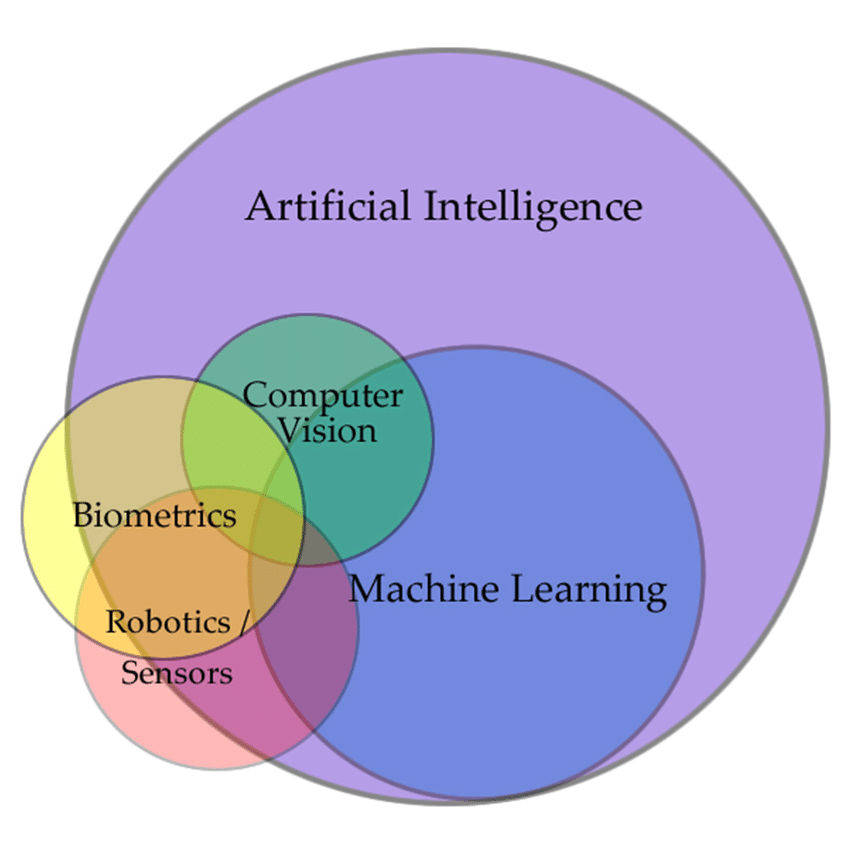 Artificial Intelligence
Computer
Vision
Biometrics
Machine Learning
Robotics /
Sensors